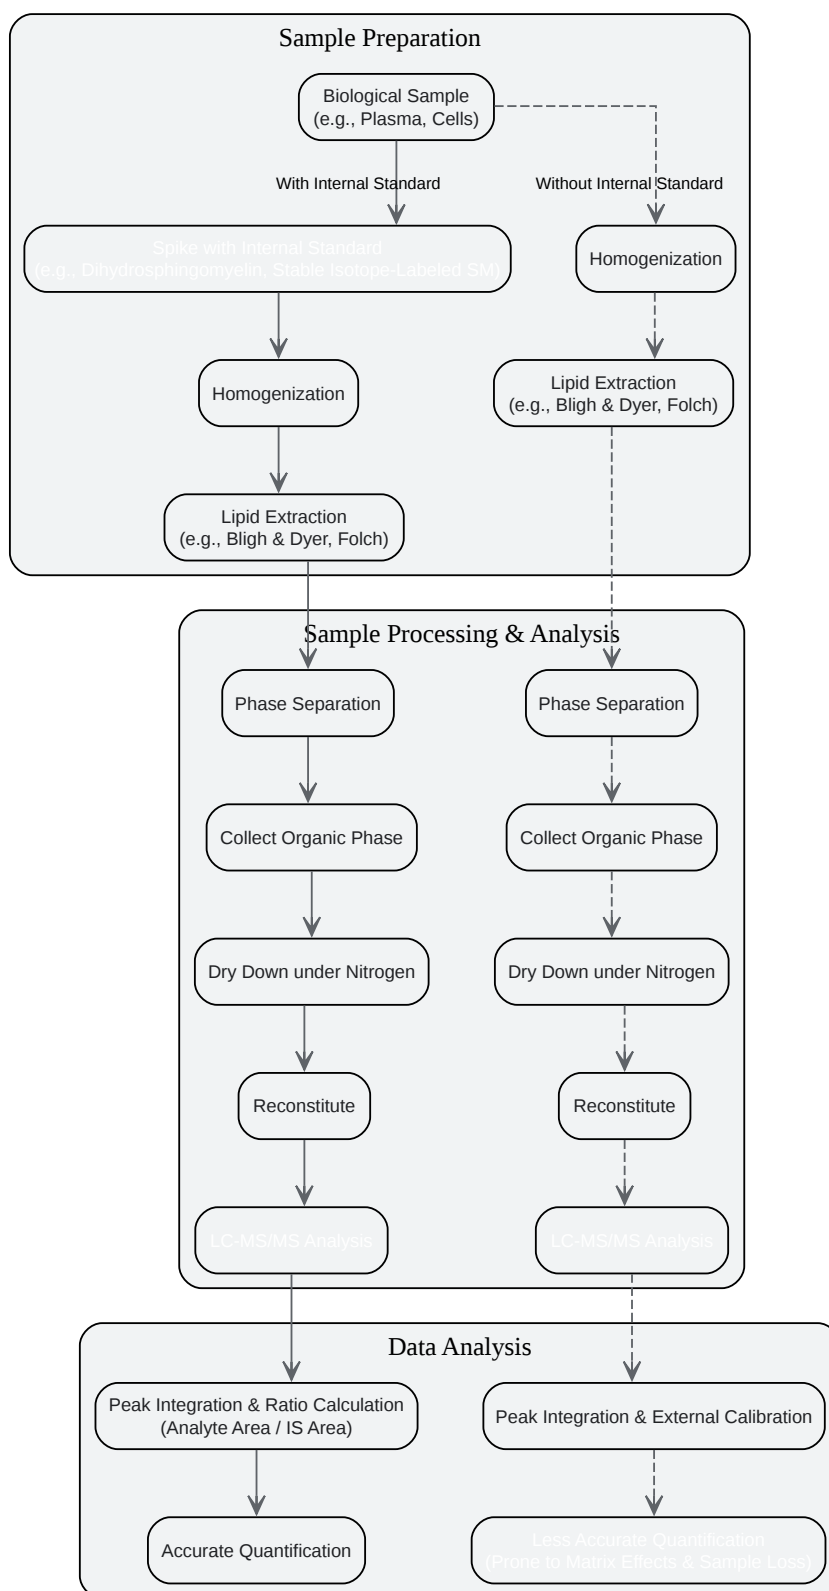 Sample Preparation
Biological Sample
(e.g., Plasma, Cells)
With Internal Standard
Without Internal Standard
Spike with Internal Standard
(e.g., Dihydrosphingomyelin, Stable Isotope-Labeled SM)
Homogenization
Homogenization
Lipid Extraction
(e.g., Bligh & Dyer, Folch)
Lipid Extraction
(e.g., Bligh & Dyer, Folch)
Sample Processing & Analysis
Phase Separation
Phase Separation
Collect Organic Phase
Collect Organic Phase
Dry Down under Nitrogen
Dry Down under Nitrogen
Reconstitute
Reconstitute
LC-MS/MS Analysis
LC-MS/MS Analysis
Data Analysis
Peak Integration & Ratio Calculation
(Analyte Area / IS Area)
Peak Integration & External Calibration
Accurate Quantification
Less Accurate Quantification
(Prone to Matrix Effects & Sample Loss)